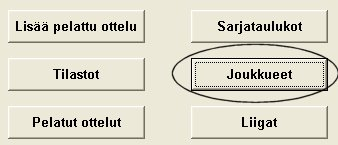 Lisää pelattu ottelu
Sarjataulukot
Tilastot
Joukkueet
Pelatut ottelut
Liigat